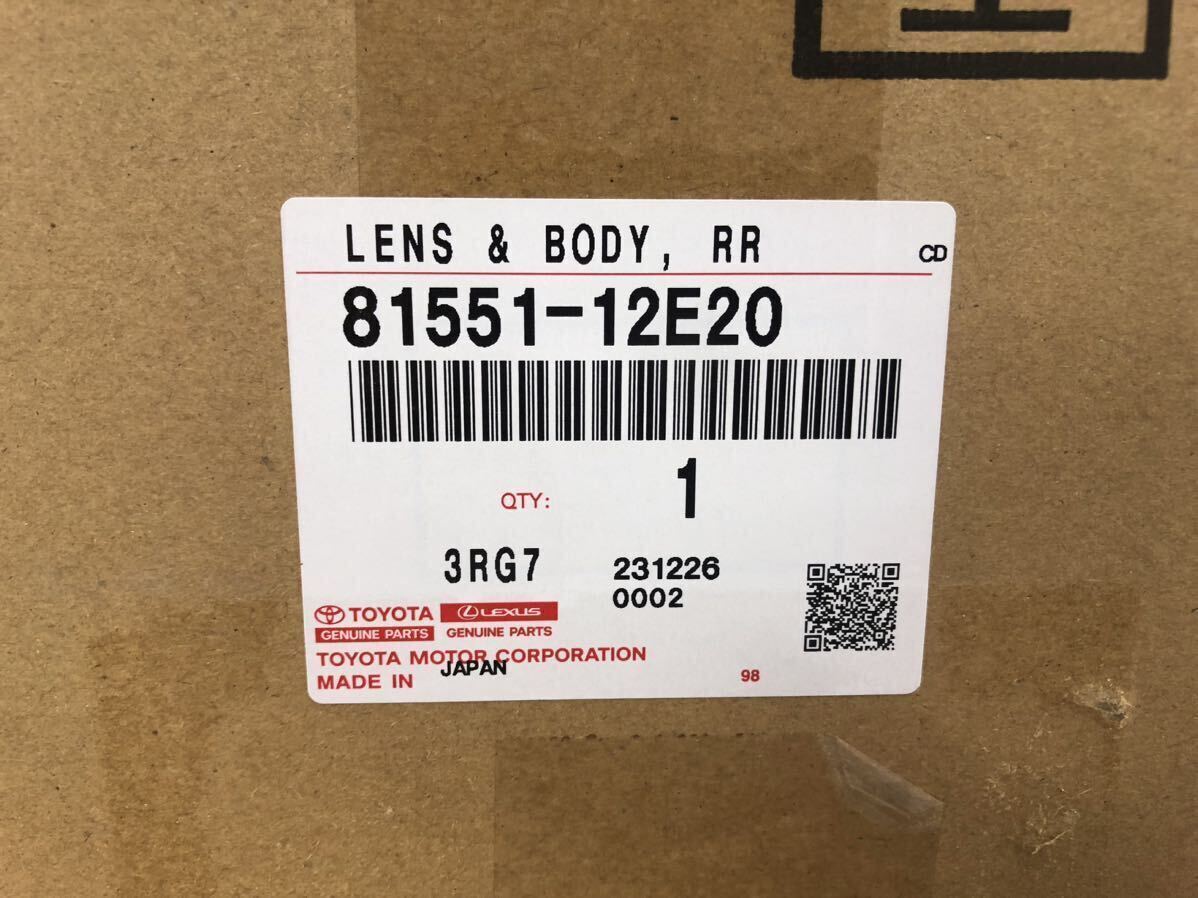 LENS & BODY, RR
CD
81551-12E20
QTY: 1
3RG7 231226
0002
TOYOTA LEXUS
GENUINE PARTS GENUINE PARTS
TOYOTA MOTOR CORPORATION
MADE IN JAPAN
98